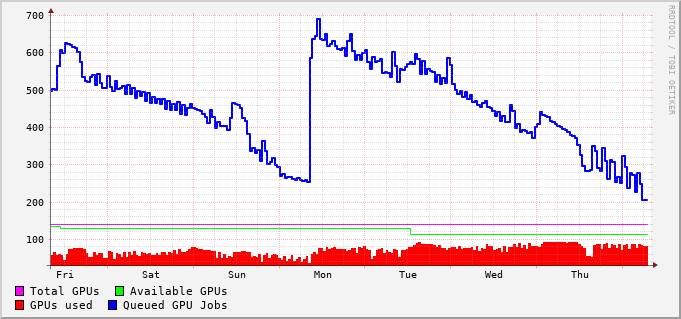 700
600
500
400
300
200
100
Fri Sat Sun Mon Tue Wed Thu
Total GPUs Available GPUs
GPUs used Queued GPU Jobs
RRDTOOL / TOBI OETIKER